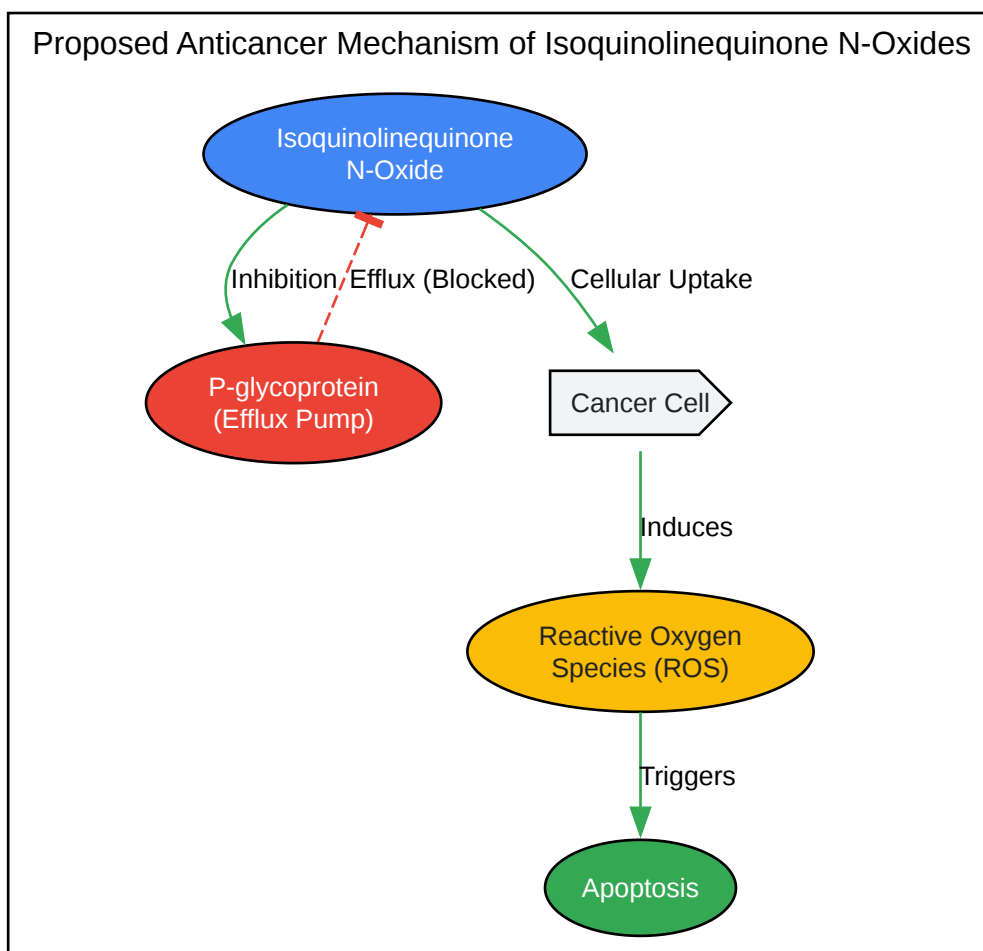 Proposed Anticancer Mechanism of Isoquinolinequinone N-Oxides
Isoquinolinequinone
N-Oxide
Inhibition
Efflux (Blocked)
Cellular Uptake
P-glycoprotein
(Efflux Pump)
Cancer Cell
Induces
Reactive Oxygen
Species (ROS)
Triggers
Apoptosis